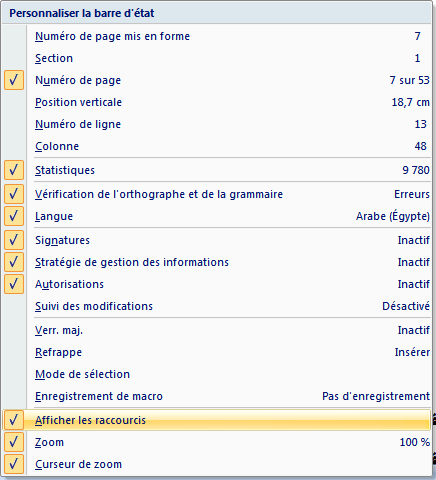 Personnaliser la barre d'état
Numéro de page mis en forme 7
Section 1
Numéro de page 7 sur 53
Position verticale 18,7 cm
Numéro de ligne 13
Colonne 48
Statistiques 9 780
Vérification de l'orthographe et de la grammaire Erreurs
Langue Arabe (Égypte)
Signatures Inactif
Stratégie de gestion des informations Inactif
Autorisations Inactif
Suivi des modifications Désactivé
Verr. maj. Inactif
Refrappe Insérer
Mode de sélection
Enregistrement de macro Pas d'enregistrement
Afficher les raccourcis
Zoom 100 %
Curseur de zoom